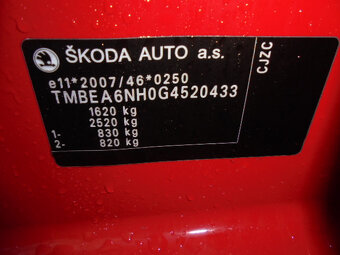 ŠKODA AUTO a.s.
e11*2007/46*0250
TMBEA6NH0G4520433
1620 kg
2520 kg
1- 830 kg
2- 820 kg
CJZC